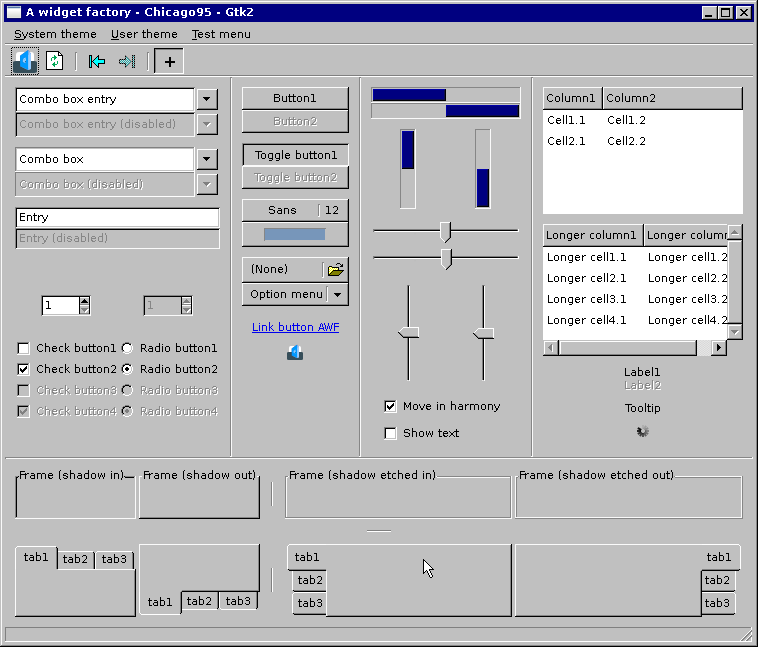 A widget factory - Chicago95 - Gtk2
System theme User theme Test menu
Combo box entry
Combo box entry (disabled)
Combo box
Combo box (disabled)
Entry
Entry (disabled)
1 1
Check button1 Radio button1
Check button2 Radio button2
Check button3 Radio button3
Check button4 Radio button4
Button1
Button2
Toggle button1
Toggle button2
Sans 12
(None)
Option menu
Link button AWF
Move in harmony
Show text
Column1 Column2
Cell1.1 Cell1.2
Cell2.1 Cell2.2
Longer column1 Longer colum
Longer cell1.1 Longer cell1.2
Longer cell2.1 Longer cell2.2
Longer cell3.1 Longer cell3.2
Longer cell4.1 Longer cell4.2
Label1
Label2
Tooltip
Frame (shadow in) Frame (shadow out) Frame (shadow etched in) Frame (shadow etched out)
tab1 tab2 tab3
tab1 tab2 tab3
tab1
tab2
tab3
tab1
tab2
tab3